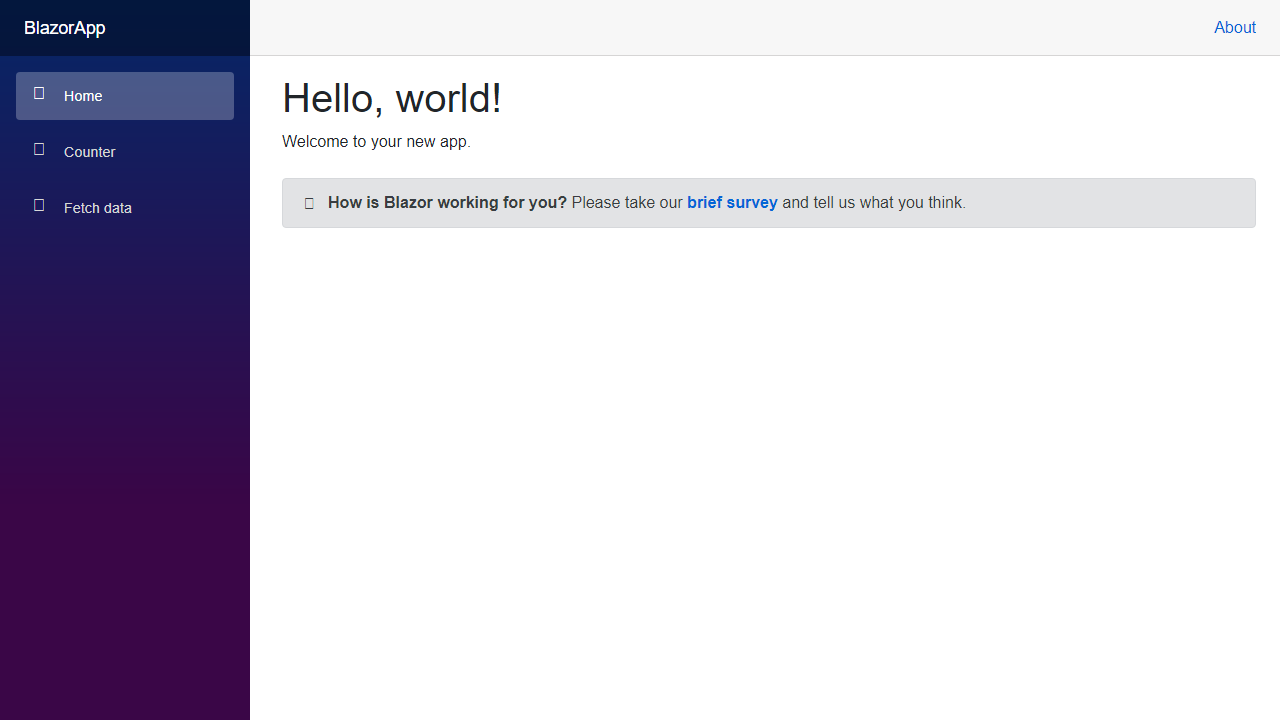 BlazorApp
About
Home
Counter
Fetch data
Hello, world!
Welcome to your new app.
How is Blazor working for you? Please take our brief survey and tell us what you think.